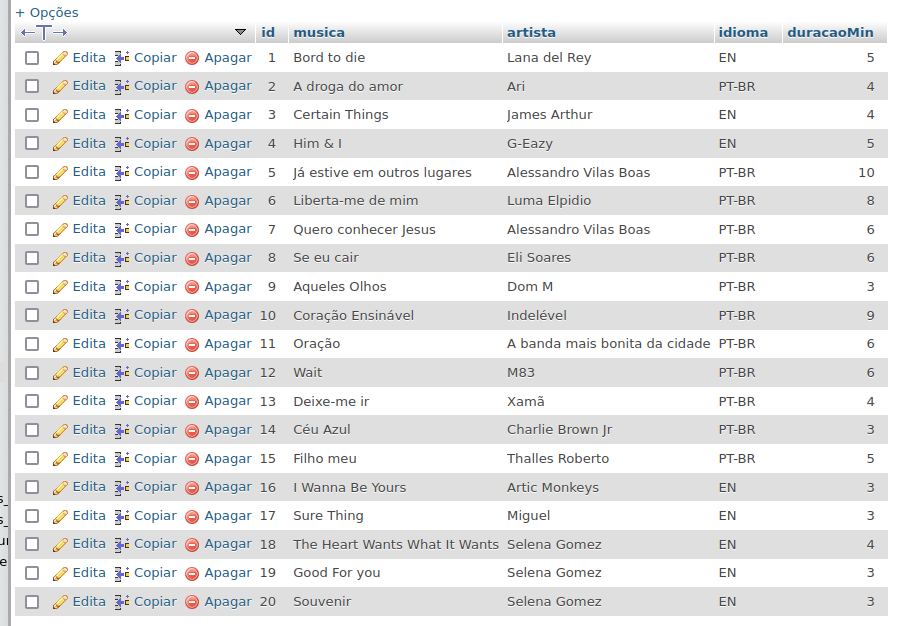 + Opções
←T→ id musica artista idioma duracaoMin
Edita Copiar Apagar 1 Bord to die Lana del Rey EN 5
Edita Copiar Apagar 2 A droga do amor Ari PT-BR 4
Edita Copiar Apagar 3 Certain Things James Arthur EN 4
Edita Copiar Apagar 4 Him & I G-Eazy EN 5
Edita Copiar Apagar 5 Já estive em outros lugares Alessandro Vilas Boas PT-BR 10
Edita Copiar Apagar 6 Liberta-me de mim Luma Elpidio PT-BR 8
Edita Copiar Apagar 7 Quero conhecer Jesus Alessandro Vilas Boas PT-BR 6
Edita Copiar Apagar 8 Se eu cair Eli Soares PT-BR 6
Edita Copiar Apagar 9 Aqueles Olhos Dom M PT-BR 3
Edita Copiar Apagar 10 Coração Ensinável Indelével PT-BR 9
Edita Copiar Apagar 11 Oração A banda mais bonita da cidade PT-BR 6
Edita Copiar Apagar 12 Wait M83 PT-BR 6
Edita Copiar Apagar 13 Deixe-me ir Xamã PT-BR 4
Edita Copiar Apagar 14 Céu Azul Charlie Brown Jr PT-BR 3
Edita Copiar Apagar 15 Filho meu Thalles Roberto PT-BR 5
Edita Copiar Apagar 16 I Wanna Be Yours Artic Monkeys EN 3
Edita Copiar Apagar 17 Sure Thing Miguel EN 3
Edita Copiar Apagar 18 The Heart Wants What It Wants Selena Gomez EN 4
Edita Copiar Apagar 19 Good For you Selena Gomez EN 3
Edita Copiar Apagar 20 Souvenir Selena Gomez EN 3